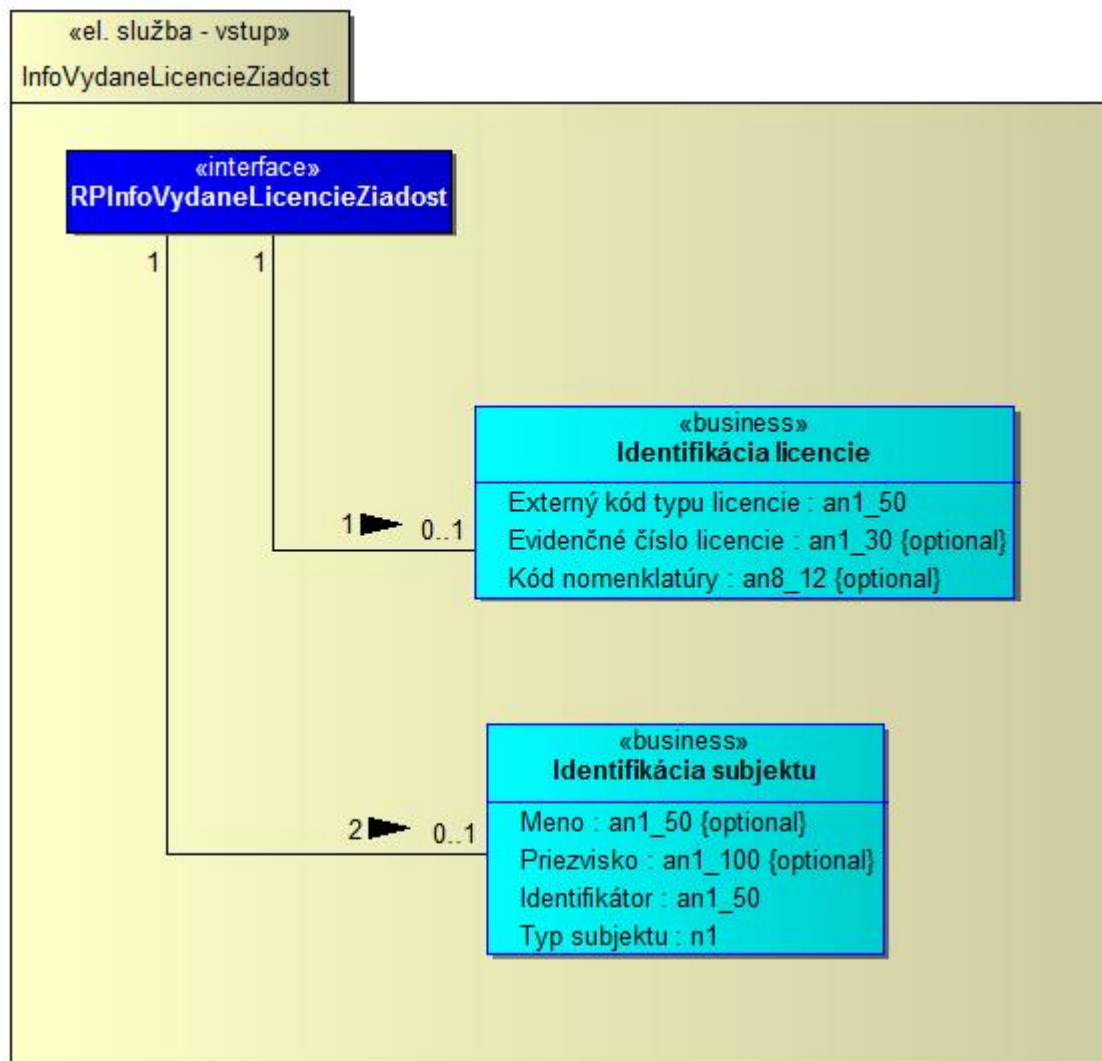 «el. služba - vstup»
InfoVydaneLicencieZiadost
«interface»
RPInfoVydaneLicencieZiadost
1
1
«business»
Identifikácia licencie
Externý kód typu licencie : an1_50
Evidenčné číslo licencie : an1_30 {optional}
Kód nomenklatúry : an8_12 {optional}
1
0..1
«business»
Identifikácia subjektu
Meno : an1_50 {optional}
Priezvisko : an1_100 {optional}
Identifikátor : an1_50
Typ subjektu : n1
2
0..1